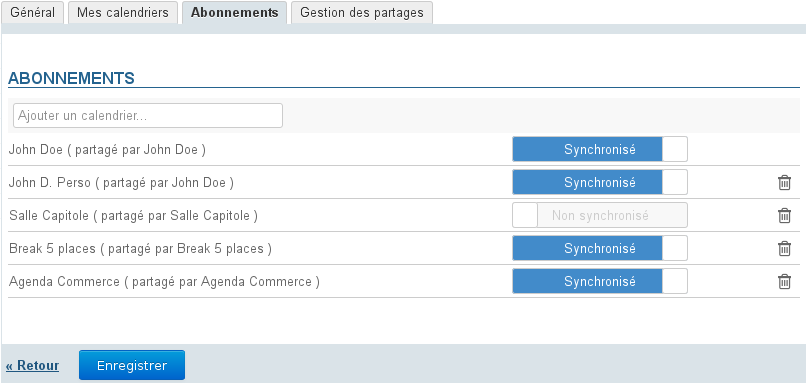 Général Mes calendriers Abonnements Gestion des partages
ABONNEMENTS
Ajouter un calendrier...
John Doe ( partagé par John Doe ) Synchronisé
John D. Perso ( partagé par John Doe ) Synchronisé
Salle Capitole ( partagé par Salle Capitole ) Non synchronisé
Break 5 places ( partagé par Break 5 places ) Synchronisé
Agenda Commerce ( partagé par Agenda Commerce ) Synchronisé
« Retour Enregistrer